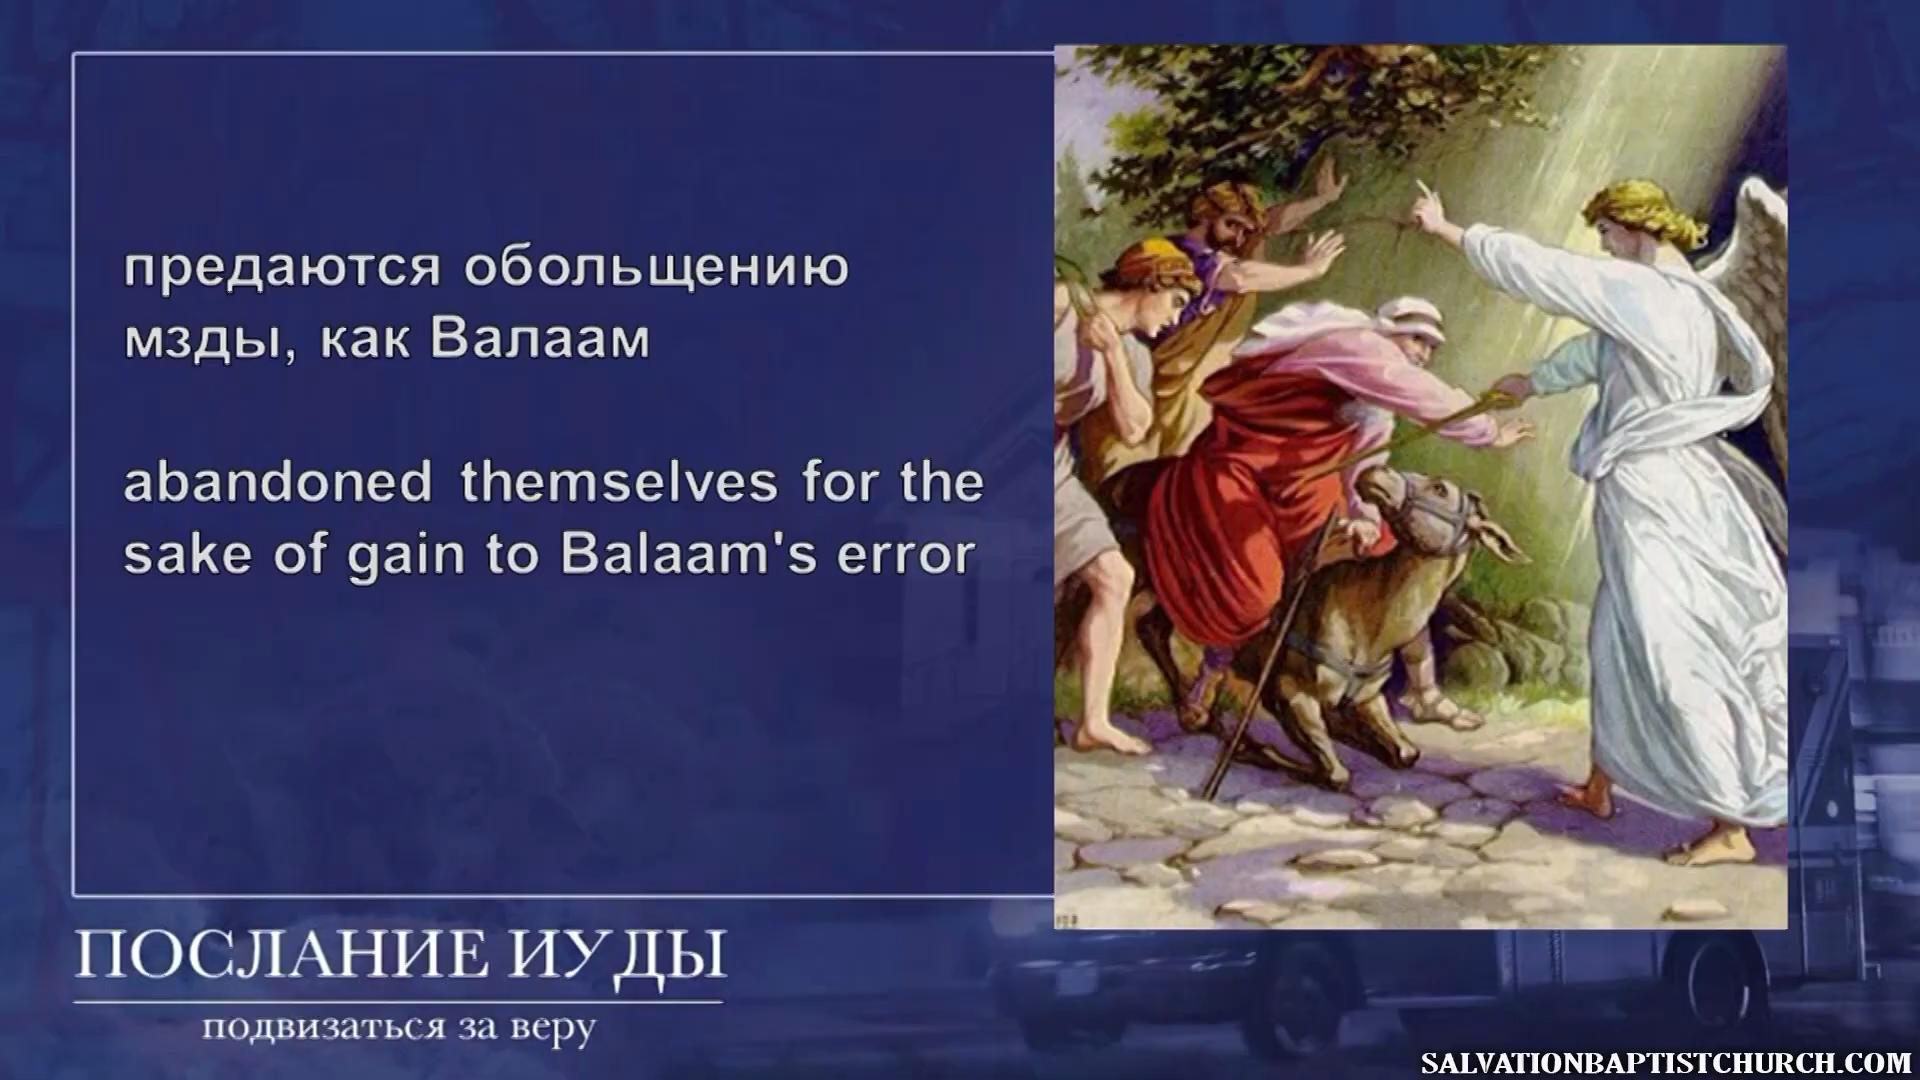 предаются обольщению
мзды, как Валаам
abandoned themselves for the
sake of gain to Balaam's error
ПОСЛАНИЕ ИУДЫ
подвизаться за веру
SALVATIONBAPTISTCHURCH.COM